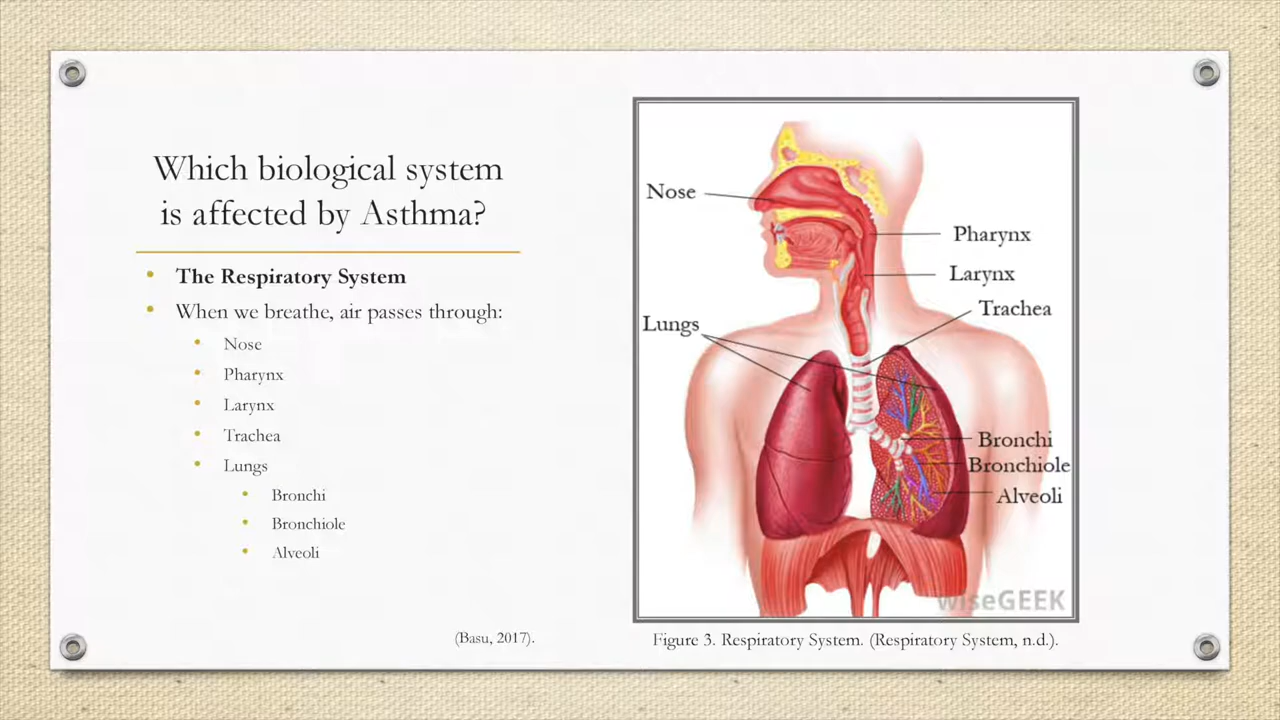 Which biological system
is affected by Asthma?
The Respiratory System
When we breathe, air passes through:
Nose
Pharynx
Larynx
Trachea
Lungs
Bronchi
Bronchiole
Alveoli
(Basu, 2017).
Nose
Pharynx
Larynx
Trachea
Lungs
Bronchi
Bronchiole
Alveoli
wiseGEEK
Figure 3. Respiratory System. (Respiratory System, n.d.).